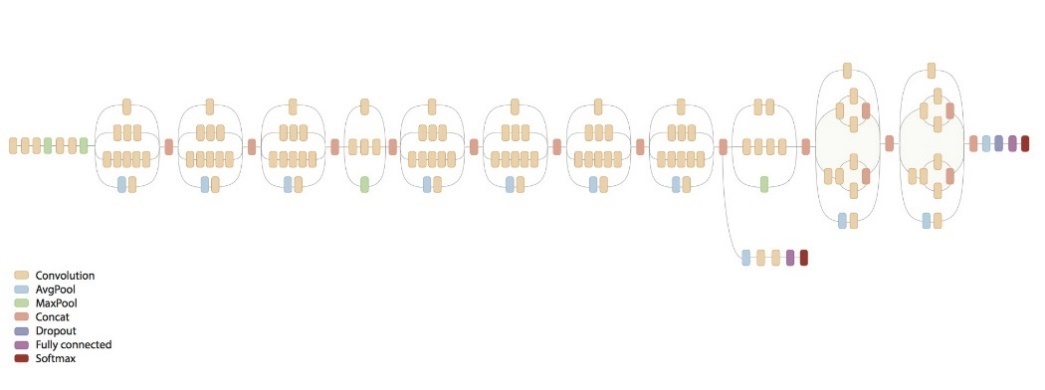 Convolution
AvgPool
MaxPool
Concat
Dropout
Fully connected
Softmax